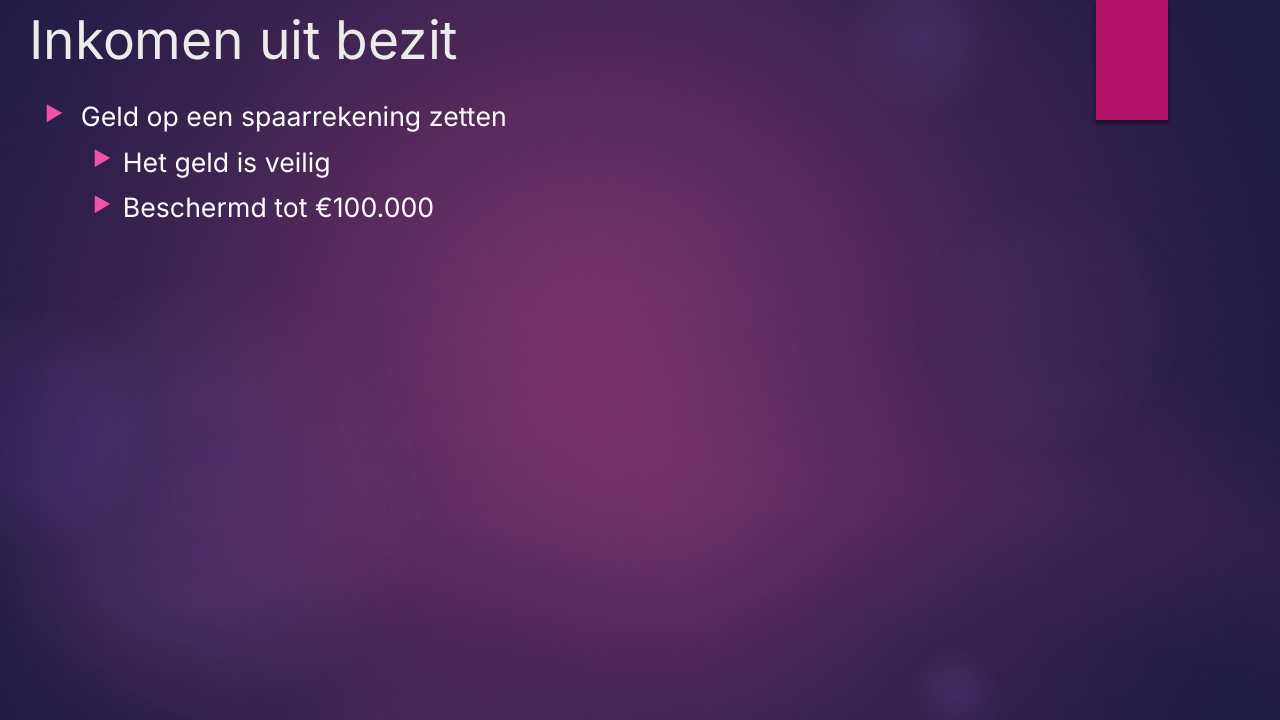 Inkomen uit bezit
Geld op een spaarrekening zetten
Het geld is veilig
Beschermd tot €100.000